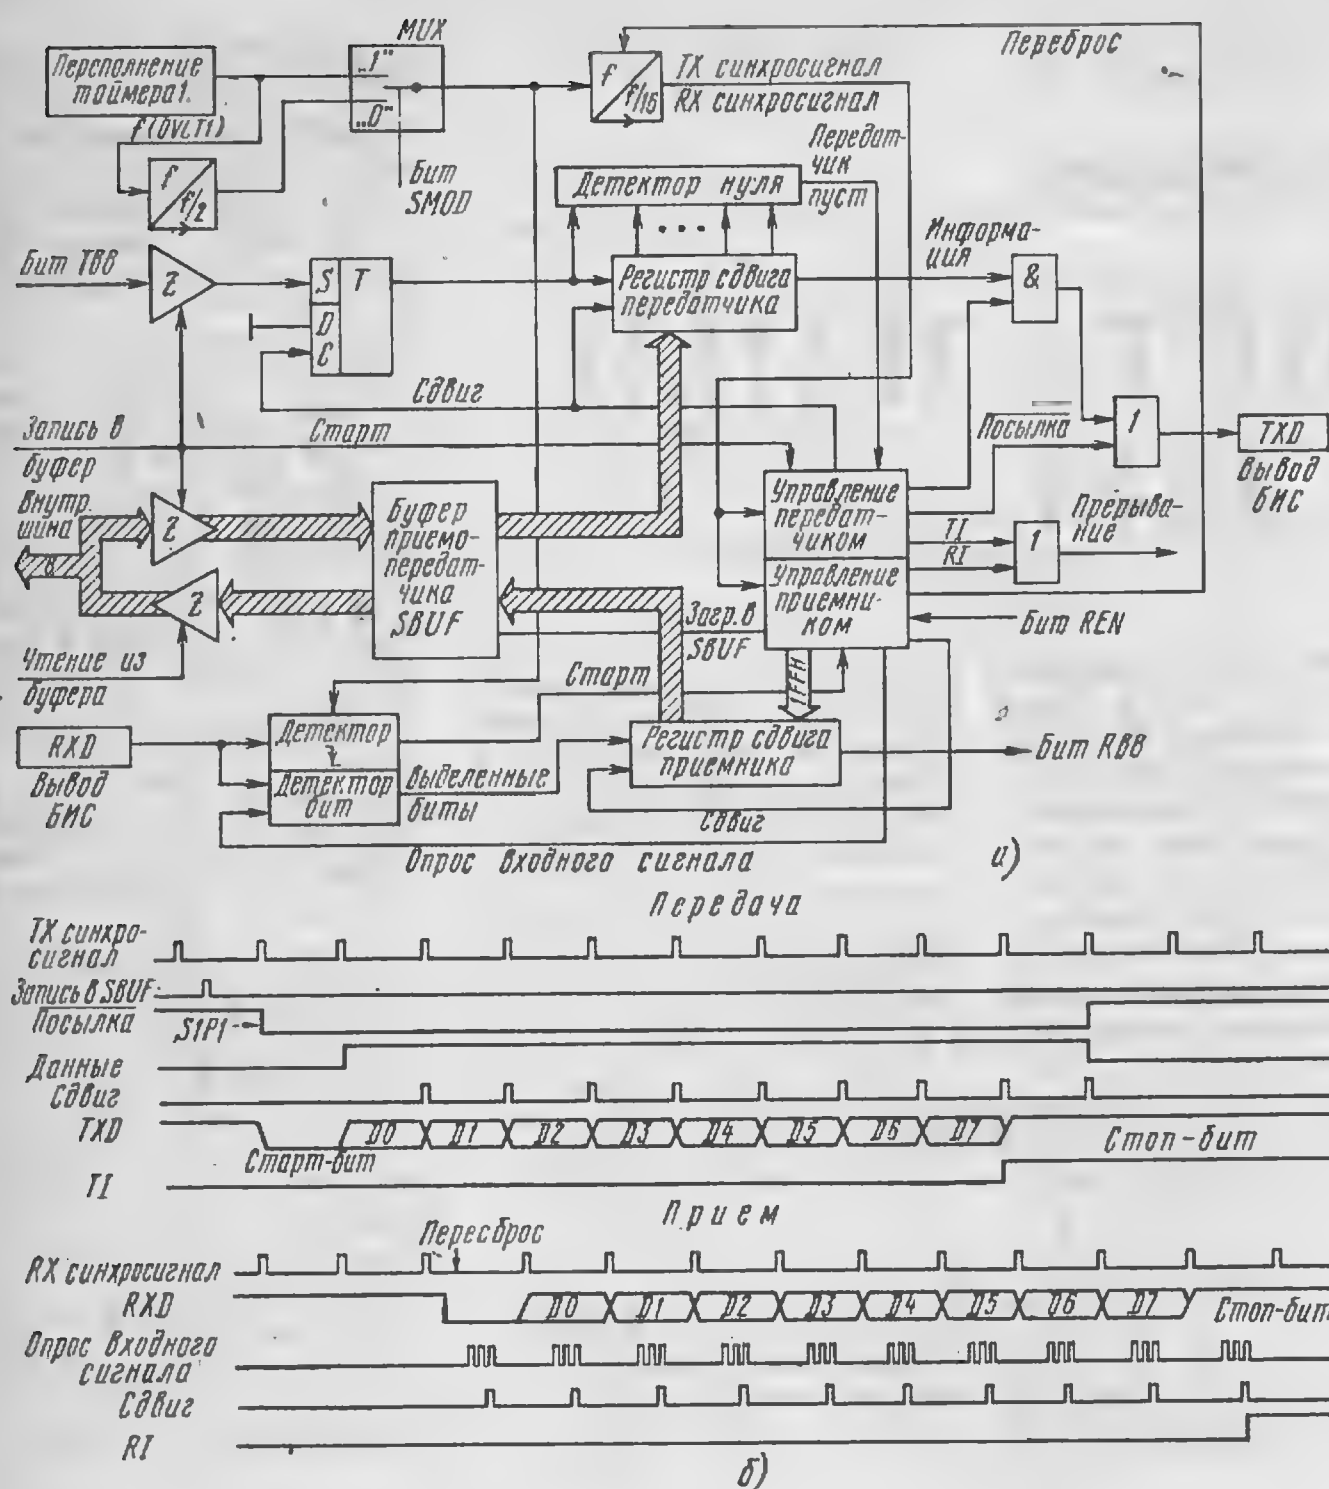 MUX
Персполнение
таймера 1.
f(OVLT1)
„1"
„0"
f
f/2
Бит
SMOD
f
f/16
TX синхросигнал
RX синхросигнал
Переброс
Передат-
чик
пуст
Детектор нуля
Бит TB8
Z
S T
D
C
Регистр сдвига
передатчика
Информа-
ция
&
Сдвиг
Запись в
буфер
Старт
Посылка
1
TXD
Вывод
БИС
Внутр.
шина
8
Z
Z
Буфер
приемо-
передат-
чика
SBUF
Управление
передат-
чиком
Управление
приемни-
ком
TI
RI
1
Прерыва-
ние
Бит REN
Загр. в
SBUF
Чтение из
буфера
Старт
1FFH
RXD
Вывод
БИС
Детектор
Детектор
бит
Выделенные
биты
Регистр сдвига
приемника
Бит RB8
Сдвиг
Опрос входного сигнала
а)
Передача
TX синхро-
сигнал
Запись в SBUF
Посылка
S1P1
Данные
Сдвиг
TXD
Старт-бит
D0 D1 D2 D3 D4 D5 D6 D7
Стоп-бит
TI
Прием
Пересброс
RX синхросигнал
RXD
D0 D1 D2 D3 D4 D5 D6 D7
Стоп-бит
Опрос входного
сигнала
Сдвиг
RI
б)